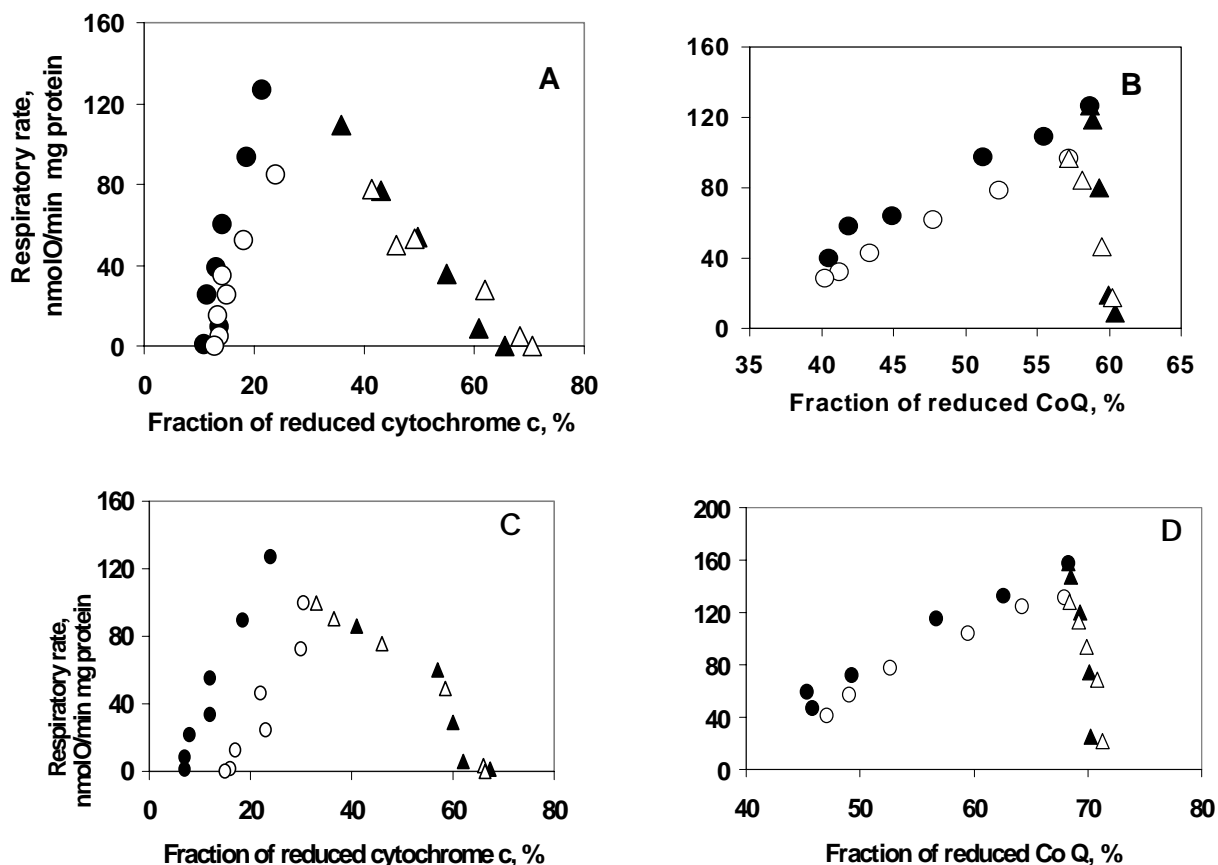 160
120
80
40
0
Respiratory rate,
nmolO/min mg protein
A
0 20 40 60 80
Fraction of reduced cytochrome c, %
160
120
80
40
0
B
35 40 45 50 55 60 65
Fraction of reduced CoQ, %
160
120
80
40
0
Respiratory rate,
nmolO/min mg protein
C
0 20 40 60 80
Fraction of reduced cytochrome c, %
200
160
120
80
40
0
D
40 50 60 70 80
Fraction of reduced Co Q, %